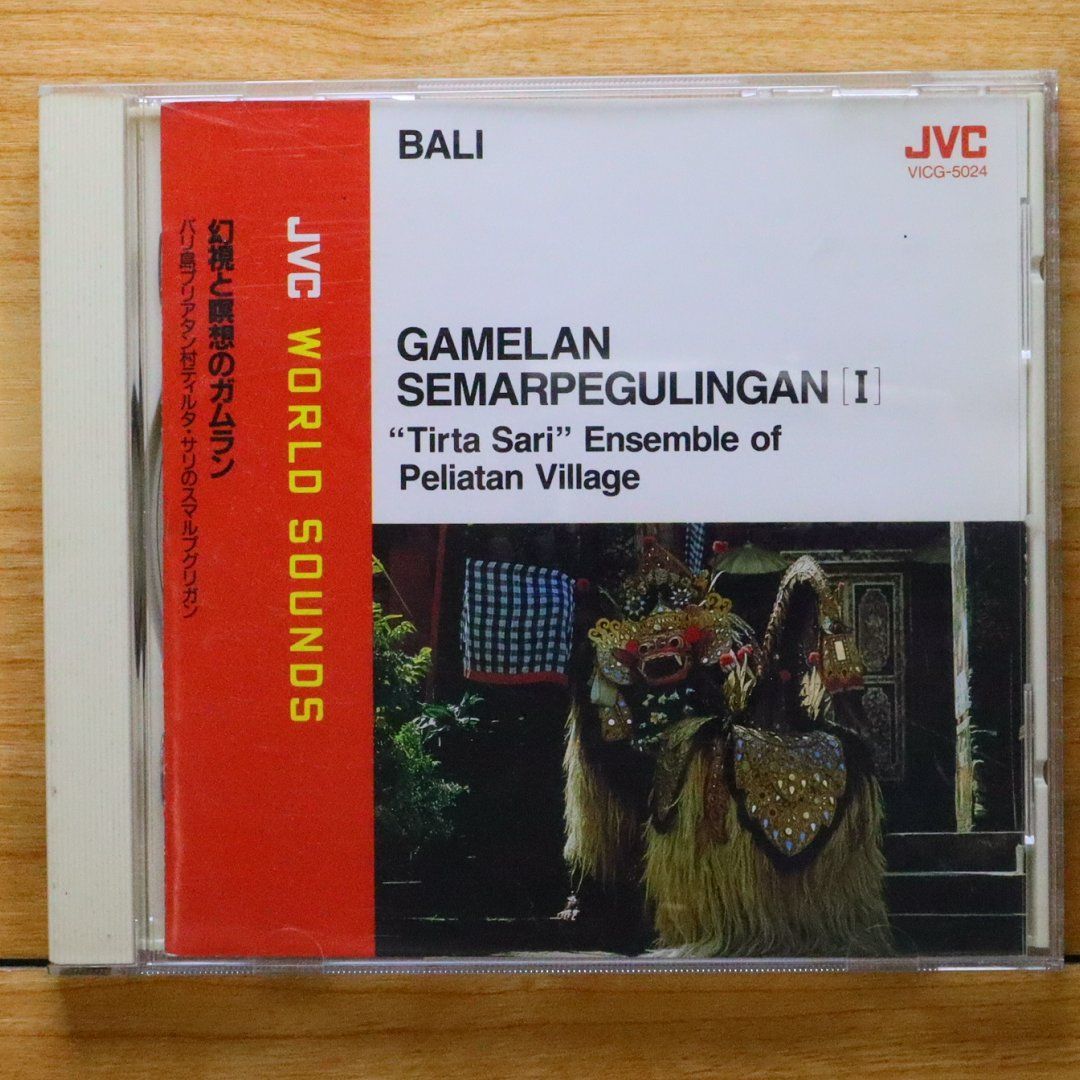 BALI
JVC
VICG-5024
GAMELAN
SEMARPEGULINGAN [I]
“Tirta Sari” Ensemble of
Peliatan Village
JVC WORLD SOUNDS
幻視と瞑想のガムラン
バリ島プリアタン村ティルタ・サリのスマルプグリガン